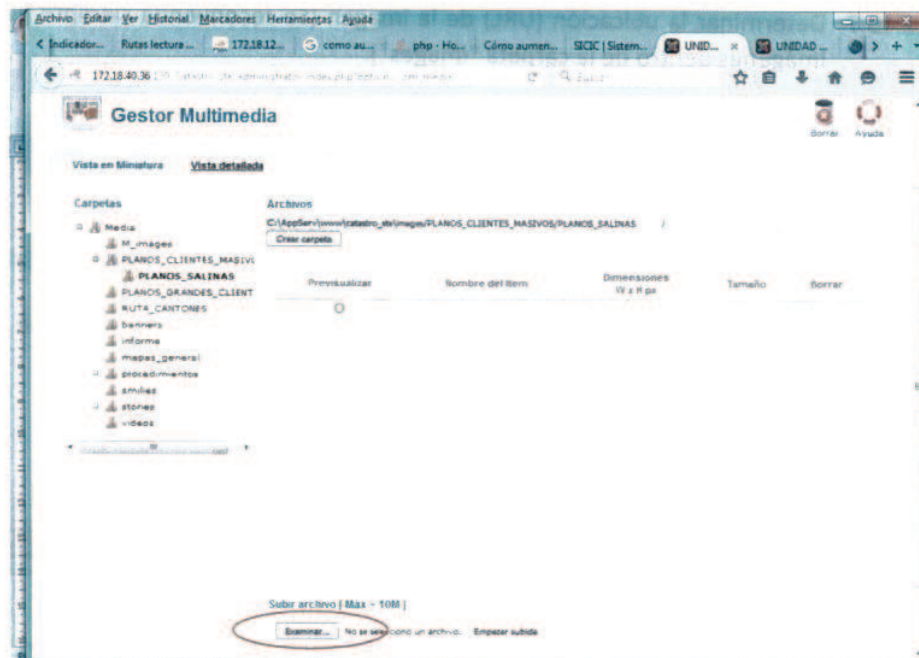 Archivo Editar Ver Historial Marcadores Herramientas Ayuda
Indicador... Rutas lectura ... 172.18.12... como au... php - Ho... Cómo aumen... SICIC | Sistem... UNID... UNIDAD ...
172.18.40.36
Gestor Multimedia
Borrar Ayuda
Vista en Miniatura Vista detallada
Carpetas
Archivos
Media
C:\AppServ\www\catastro_ste\images/PLANOS_CLIENTES_MASIVOS/PLANOS_SALINAS /
Crear carpeta
M_images
PLANOS_CLIENTES_MASIV
PLANOS_SALINAS
PLANOS_GRANDES_CLIENT
RUTA_CANTONES
banners
informe
mapas_general
procedimientos
smilies
stories
videos
Previsualizar Nombre del Item Dimensiones W x H px Tamaño Borrar
Subir archivo [ Max = 10M ]
Examinar... No se seleccionó un archivo. Empezar subida